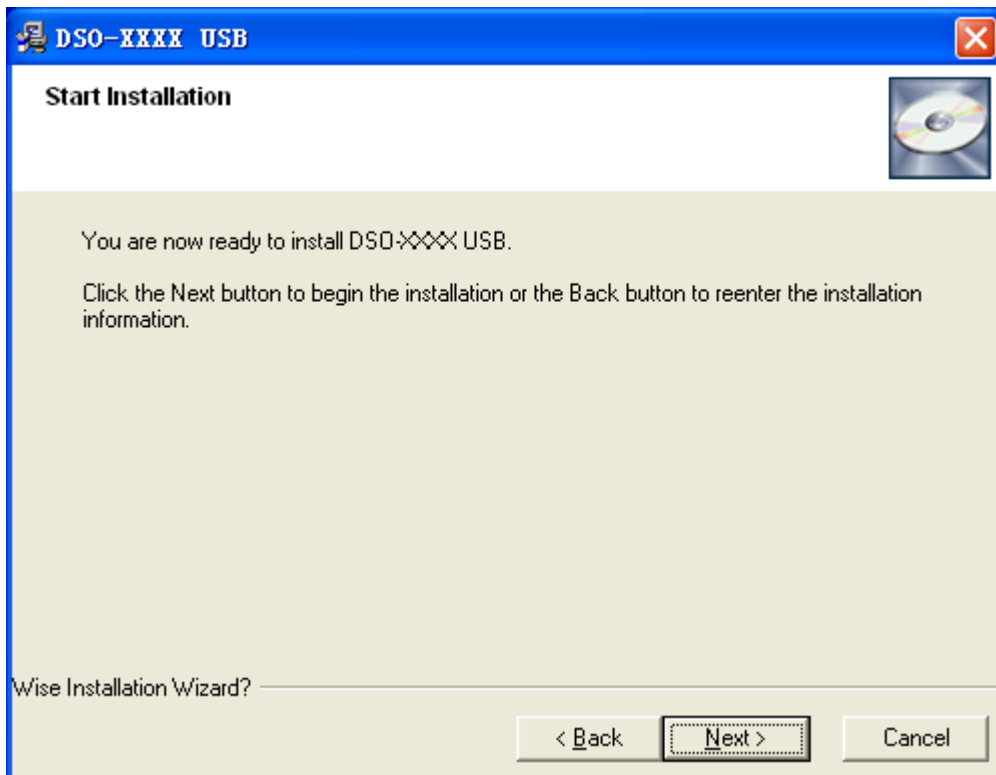 DSO-XXXX USB
Start Installation
You are now ready to install DSO-XXXX USB.
Click the Next button to begin the installation or the Back button to reenter the installation
information.
Wise Installation Wizard?
< Back
Next >
Cancel